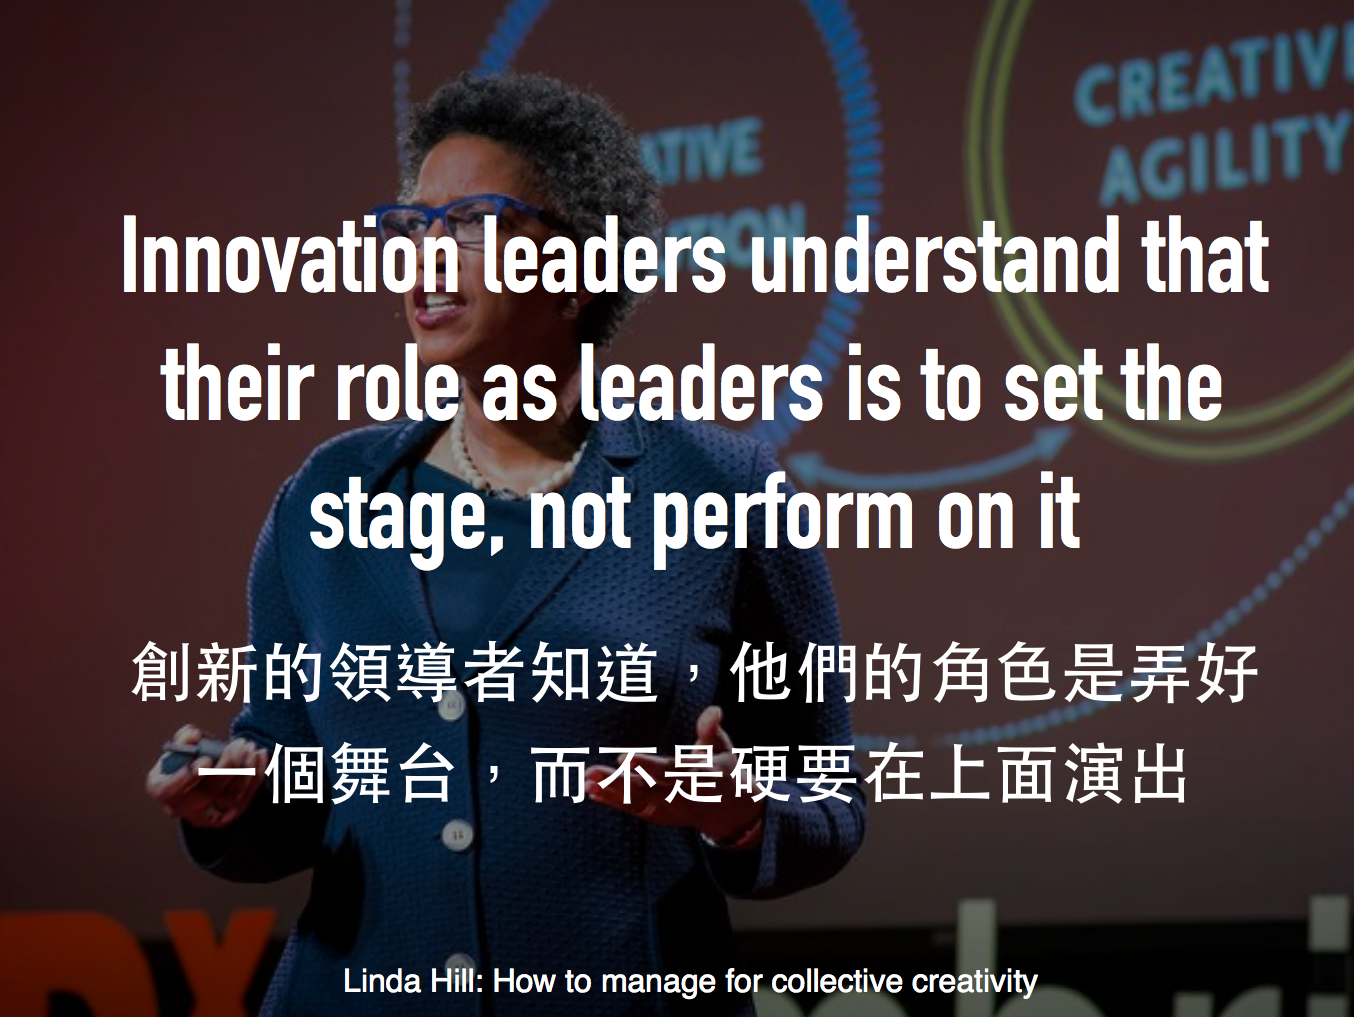 CREATIVE
AGILITY
Innovation leaders understand that
their role as leaders is to set the
stage, not perform on it
創新的領導者知道，他們的角色是弄好
一個舞台，而不是硬要在上面演出
Linda Hill: How to manage for collective creativity